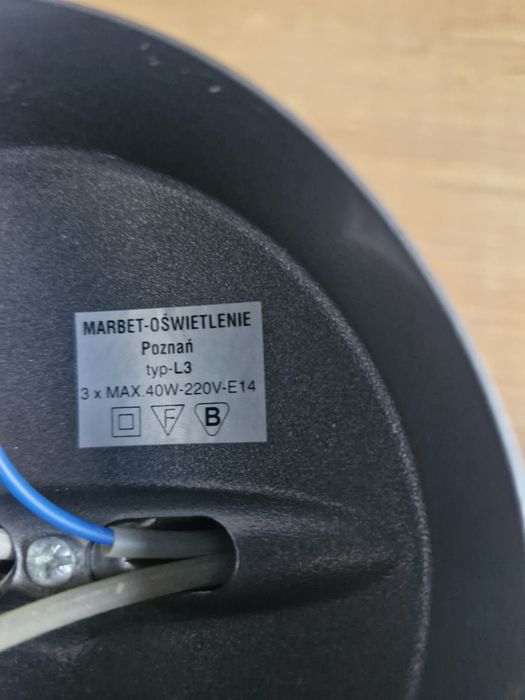 MARBET-OŚWIETLENIE
Poznań
typ-L3
3 x MAX.40W-220V-E14
F B